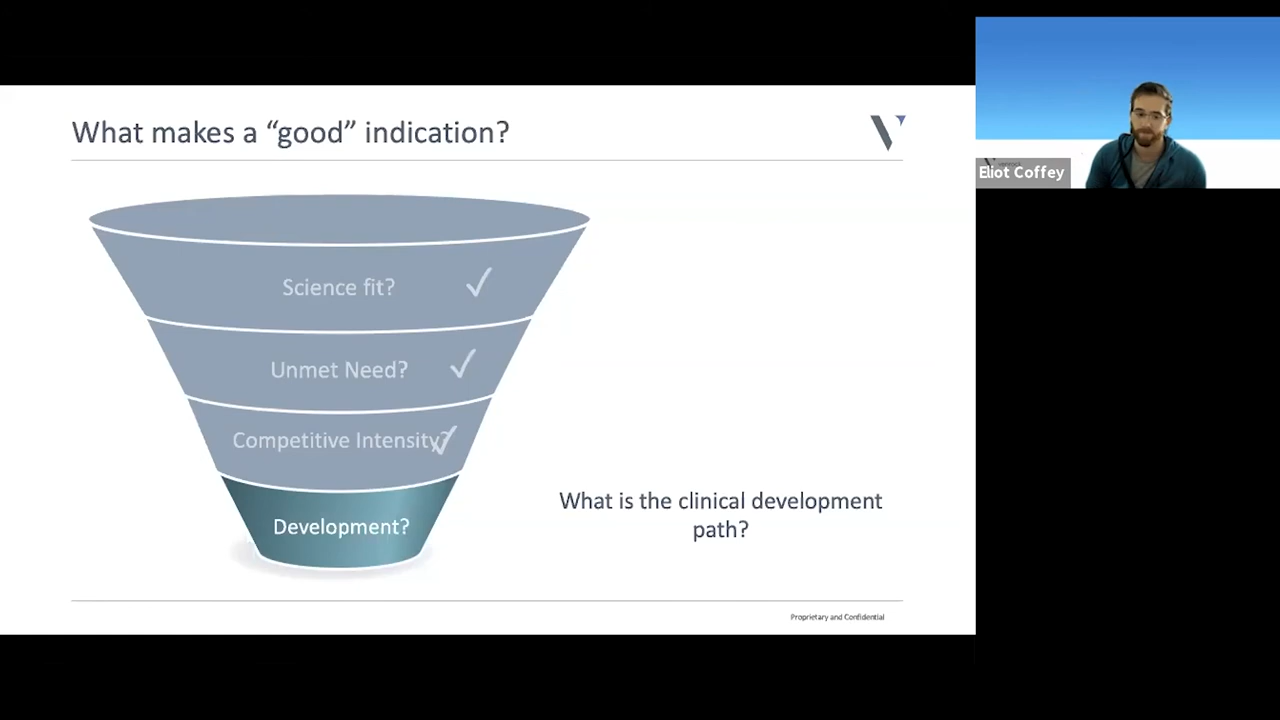 What makes a “good” indication?
Eliot Coffey
Science fit?
Unmet Need?
Competitive Intensity?
Development?
What is the clinical development
path?
Proprietary and Confidential